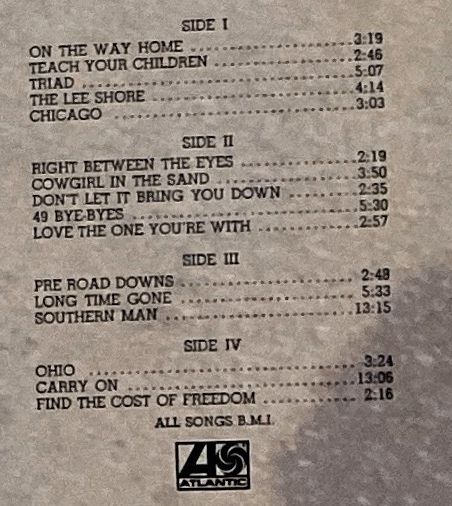 SIDE I
ON THE WAY HOME ........................ 3:19
TEACH YOUR CHILDREN .................. 2:46
TRIAD ........................................ 5:07
THE LEE SHORE ............................ 4:14
CHICAGO .................................... 3:03
SIDE II
RIGHT BETWEEN THE EYES ............... 2:19
COWGIRL IN THE SAND ................... 3:50
DON'T LET IT BRING YOU DOWN ......... 2:35
49 BYE-BYES ................................ 5:30
LOVE THE ONE YOU'RE WITH ............. 2:57
SIDE III
PRE ROAD DOWNS ......................... 2:48
LONG TIME GONE .......................... 5:33
SOUTHERN MAN ............................ 13:15
SIDE IV
OHIO ......................................... 3:24
CARRY ON ................................... 13:06
FIND THE COST OF FREEDOM ............. 2:16
ALL SONGS B.M.I.
ATLANTIC